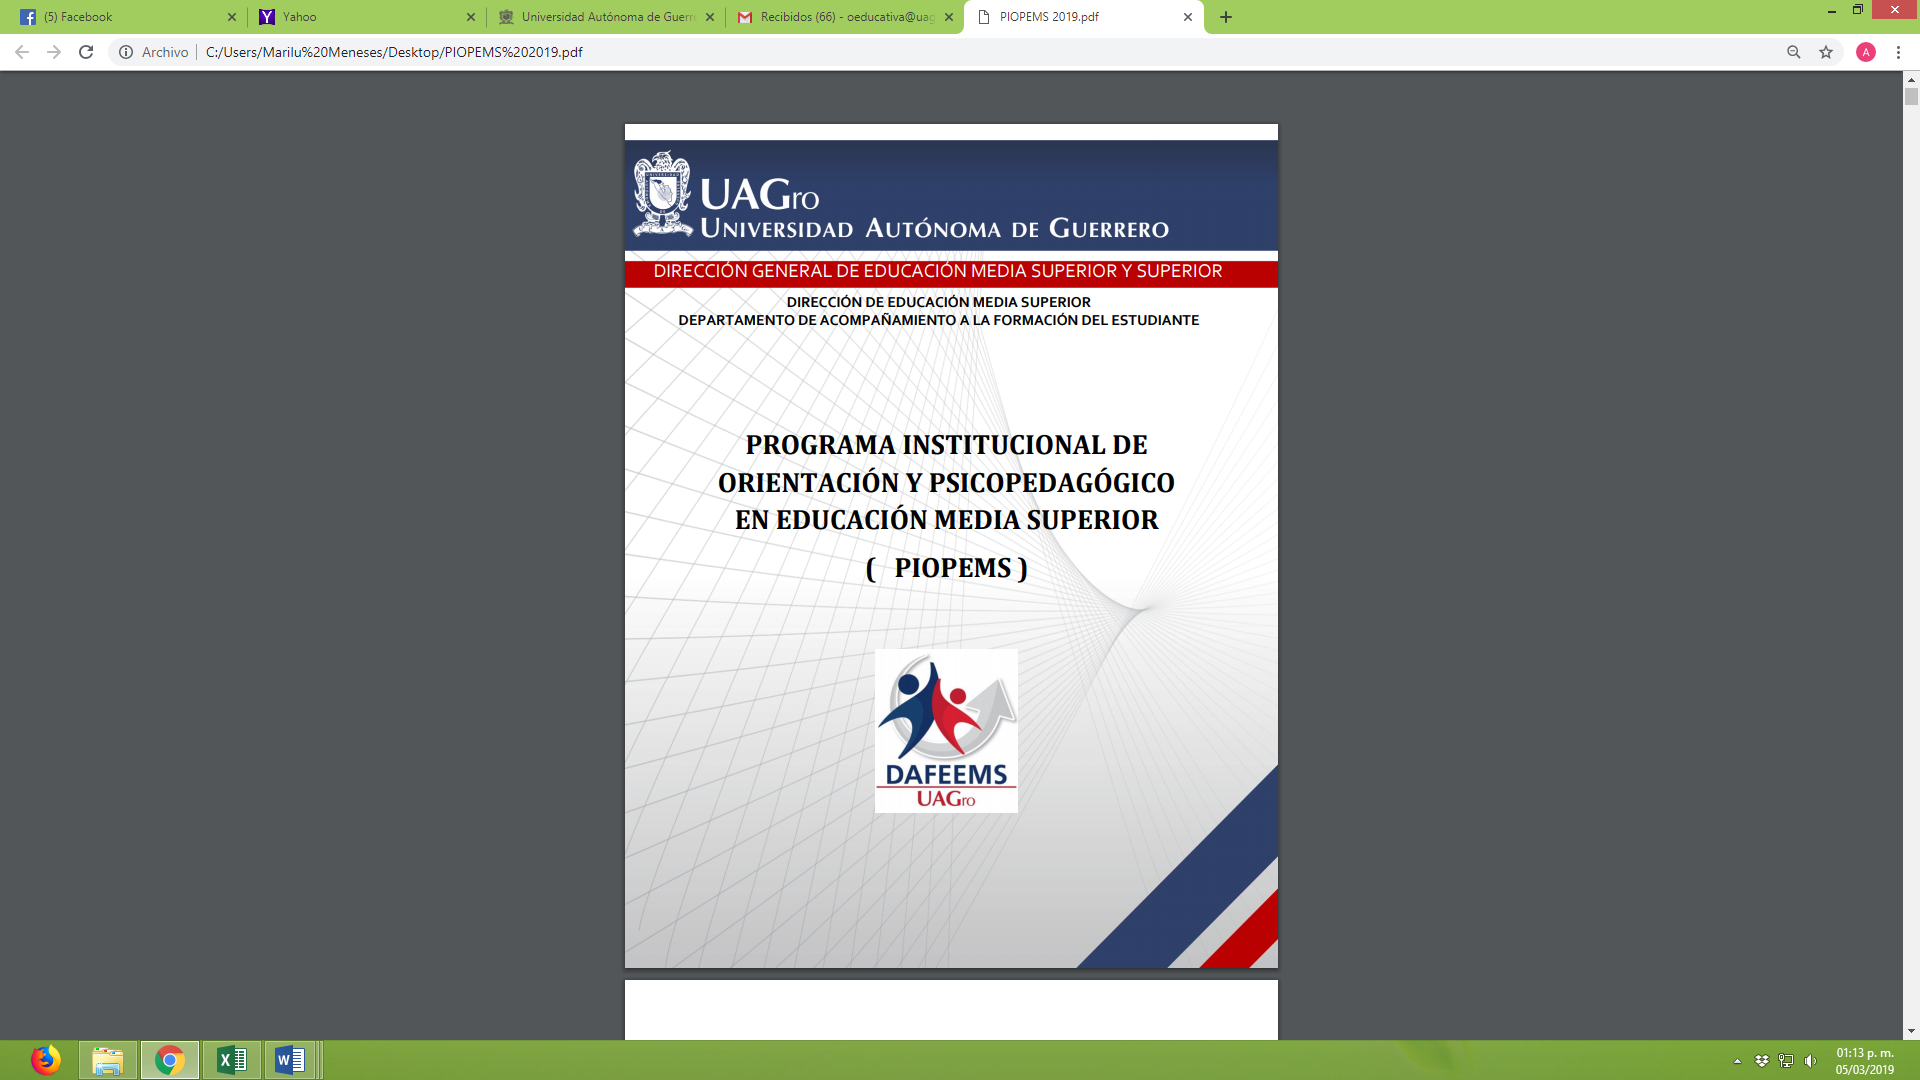 (5) Facebook
Yahoo
Universidad Autónoma de Guerr
Recibidos (66) - oeducativa@uag
PIOPEMS 2019.pdf
Archivo
C:/Users/Marilu%20Meneses/Desktop/PIOPEMS%202019.pdf
A
UAGro
UNIVERSIDAD AUTÓNOMA DE GUERRERO
DIRECCIÓN GENERAL DE EDUCACIÓN MEDIA SUPERIOR Y SUPERIOR
DIRECCIÓN DE EDUCACIÓN MEDIA SUPERIOR
DEPARTAMENTO DE ACOMPAÑAMIENTO A LA FORMACIÓN DEL ESTUDIANTE
PROGRAMA INSTITUCIONAL DE
ORIENTACIÓN Y PSICOPEDAGÓGICO
EN EDUCACIÓN MEDIA SUPERIOR
( PIOPEMS )
DAFEEMS
UAGro
01:13 p. m.
05/03/2019